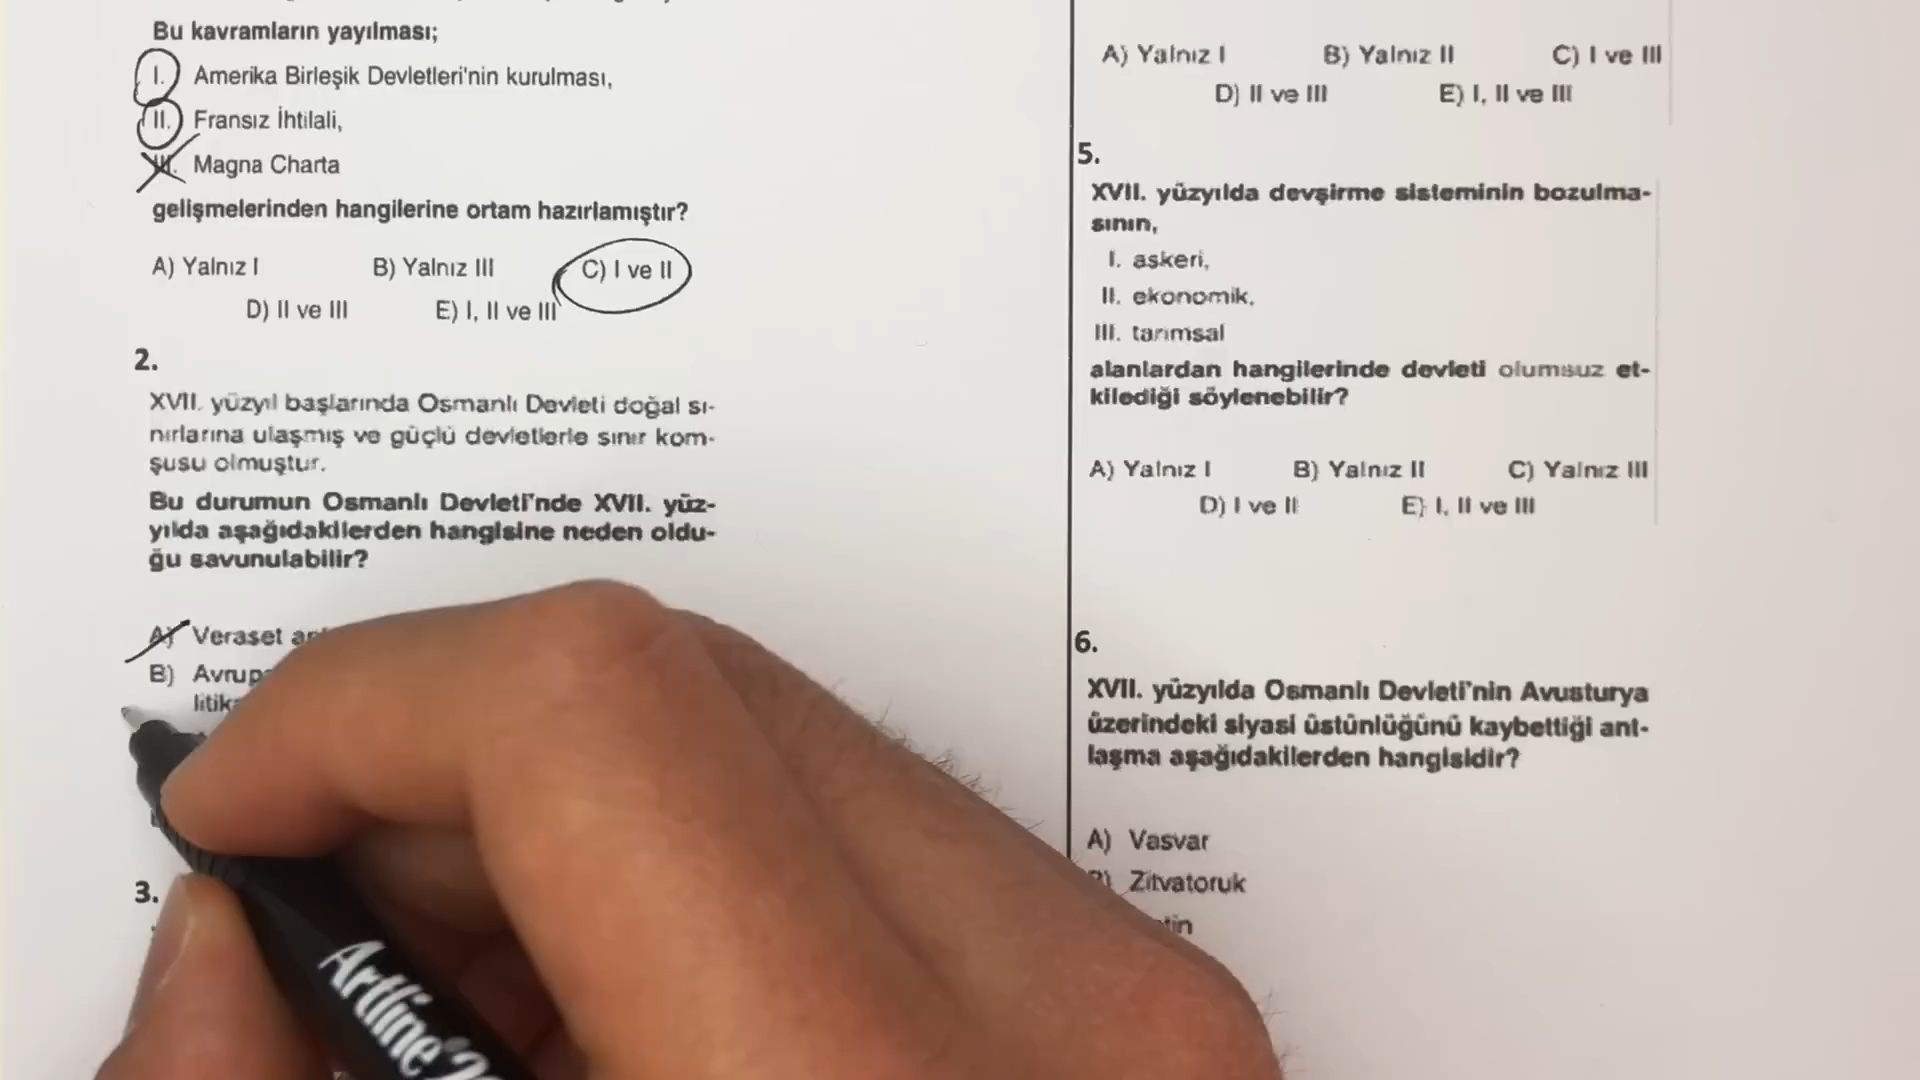 Bu kavramların yayılması;
I. Amerika Birleşik Devletleri'nin kurulması,
II. Fransız İhtilali,
III. Magna Charta
gelişmelerinden hangilerine ortam hazırlamıştır?
A) Yalnız I B) Yalnız III C) I ve II
D) II ve III E) I, II ve III
2.
XVII. yüzyıl başlarında Osmanlı Devleti doğal sı-
nırlarına ulaşmış ve güçlü devletlerle sınır kom-
şusu olmuştur.
Bu durumun Osmanlı Devleti'nde XVII. yüz-
yılda aşağıdakilerden hangisine neden oldu-
ğu savunulabilir?
A) Veraset
B)
3.
Artline
A) Yalnız I B) Yalnız II C) I ve III
D) II ve III E) I, II ve III
5.
XVII. yüzyılda devşirme sisteminin bozulma-
sının,
I. askeri,
II. ekonomik,
III. tarımsal
alanlardan hangilerinde devleti olumsuz et-
kilediği söylenebilir?
A) Yalnız I B) Yalnız II C) Yalnız III
D) I ve II E) I, II ve III
6.
XVII. yüzyılda Osmanlı Devleti'nin Avusturya
üzerindeki siyasi üstünlüğünü kaybettiği ant-
laşma aşağıdakilerden hangisidir?
A) Vasvar
Zitvatoruk